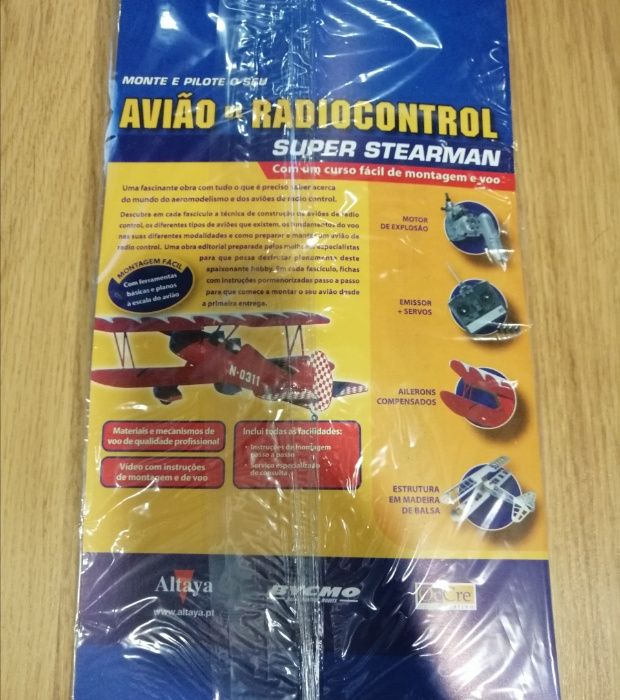 MONTE E PILOTE O SEU
AVIÃO RADIOCONTROL
SUPER STEARMAN
Com um curso fácil de montagem e voo
Uma fascinante obra com tudo o que é preciso saber acerca
do mundo do aeromodelismo e dos aviões de radio control.
Descubra em cada fascículo a técnica de construção de aviões de radio
control, os diferentes tipos de aviões que existem, os fundamentos do voo
nas suas diferentes modalidades e como preparar e manter um avião de
radio control. Uma obra editorial preparada pelos melhores especialistas
para que possa desfrutar plenamente deste
apaixonante hobby. Em cada fascículo, fichas
com instruções pormenorizadas passo a passo
para que comece a montar o seu avião desde
a primeira entrega.
MONTAGEM FÁCIL
Com ferramentas
básicas e planos
à escala do avião
MOTOR
DE EXPLOSÃO
EMISSOR
+ SERVOS
AILERONS
COMPENSADOS
ESTRUTURA
EM MADEIRA
DE BALSA
N-0311
Materiais e mecanismos de
voo de qualidade profissional
Vídeo com instruções
de montagem e de voo
Inclui todas as facilidades:
• Instruções de montagem
passo a passo
• Serviço especializado
de consulta
Altaya
www.altaya.pt
BYCMO
OcCre